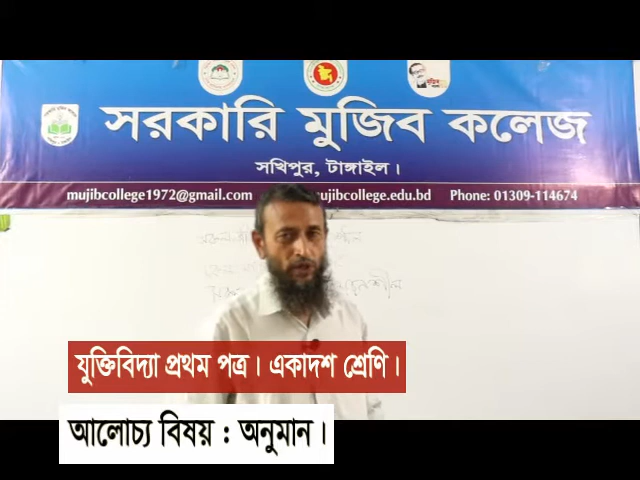 সরকারি মুজিব কলেজ
সখিপুর, টাঙ্গাইল।
mujibcollege1972@gmail.com mujibcollege.edu.bd Phone: 01309-114674
যুক্তিবিদ্যা প্রথম পত্র। একাদশ শ্রেণি।
আলোচ্য বিষয় : অনুমান।